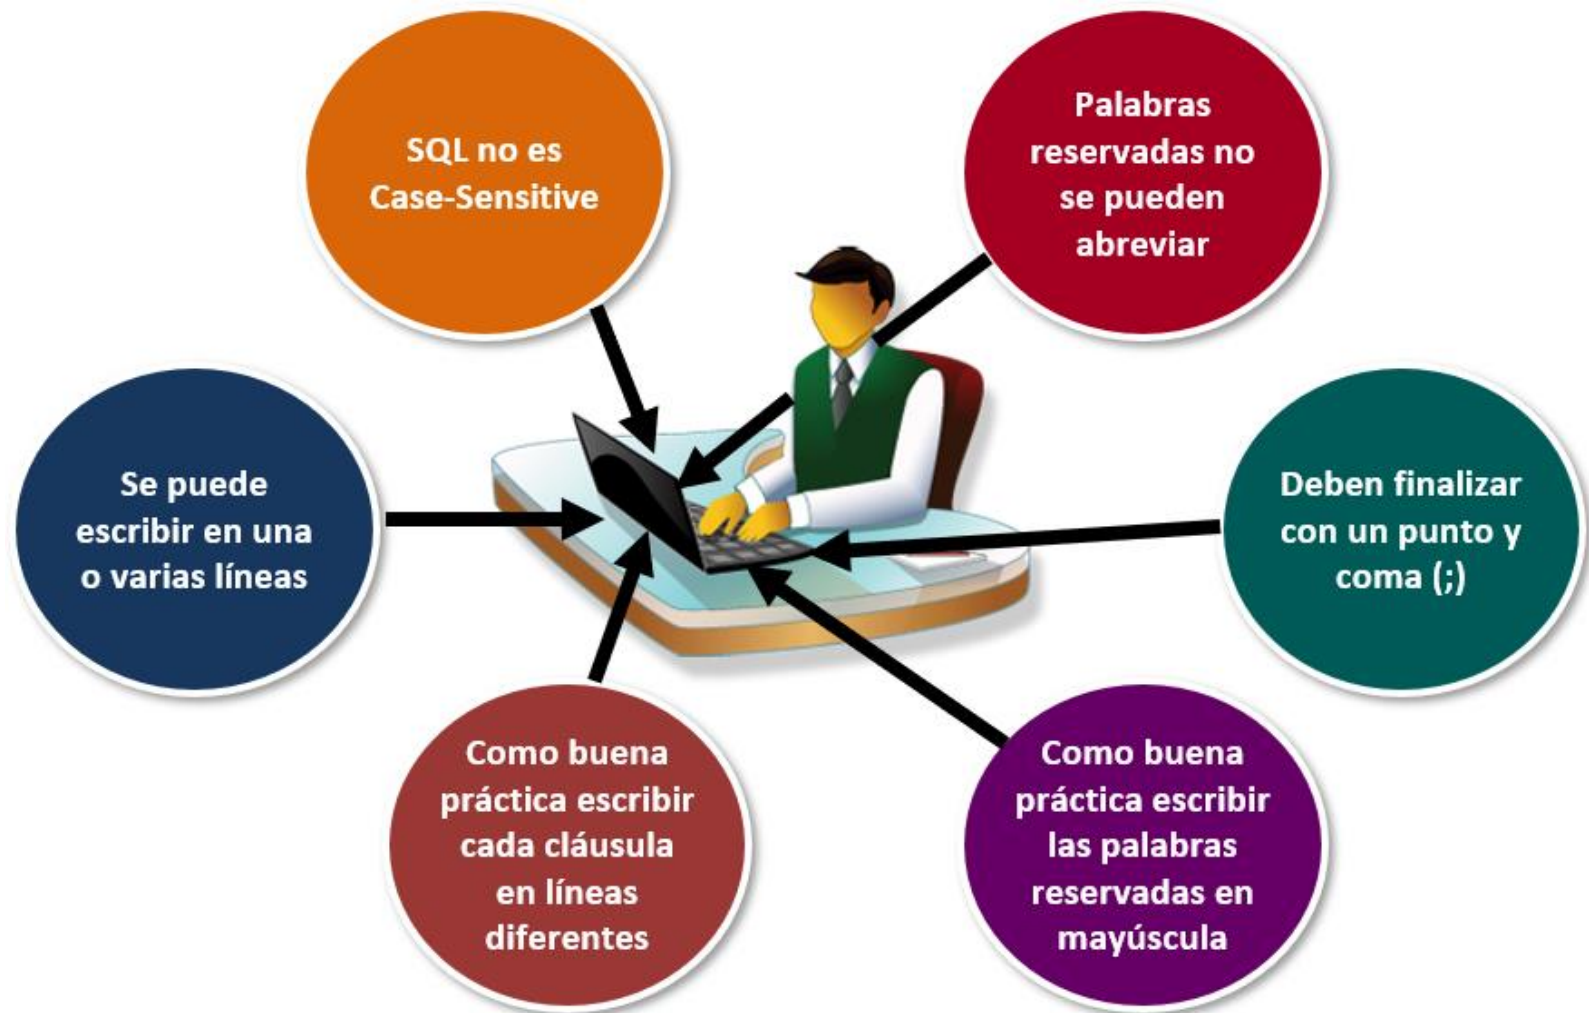 SQL no es
Case-Sensitive
Palabras
reservadas no
se pueden
abreviar
Se puede
escribir en una
o varias líneas
Deben finalizar
con un punto y
coma (;)
Como buena
práctica escribir
cada cláusula
en líneas
diferentes
Como buena
práctica escribir
las palabras
reservadas en
mayúscula